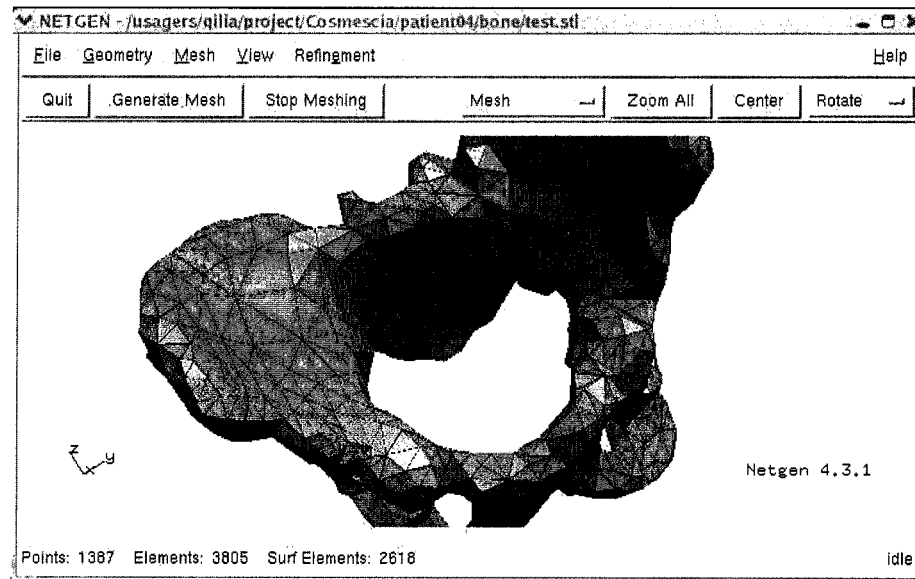 NETGEN - /usagers/qilia/project/Cosmescia/patient04/bone/test.stl
File Geometry Mesh View Refinement Help
Quit Generate Mesh Stop Meshing Mesh Zoom All Center Rotate
z y
Netgen 4.3.1
Points: 1387 Elements: 3805 Surf Elements: 2618 idle